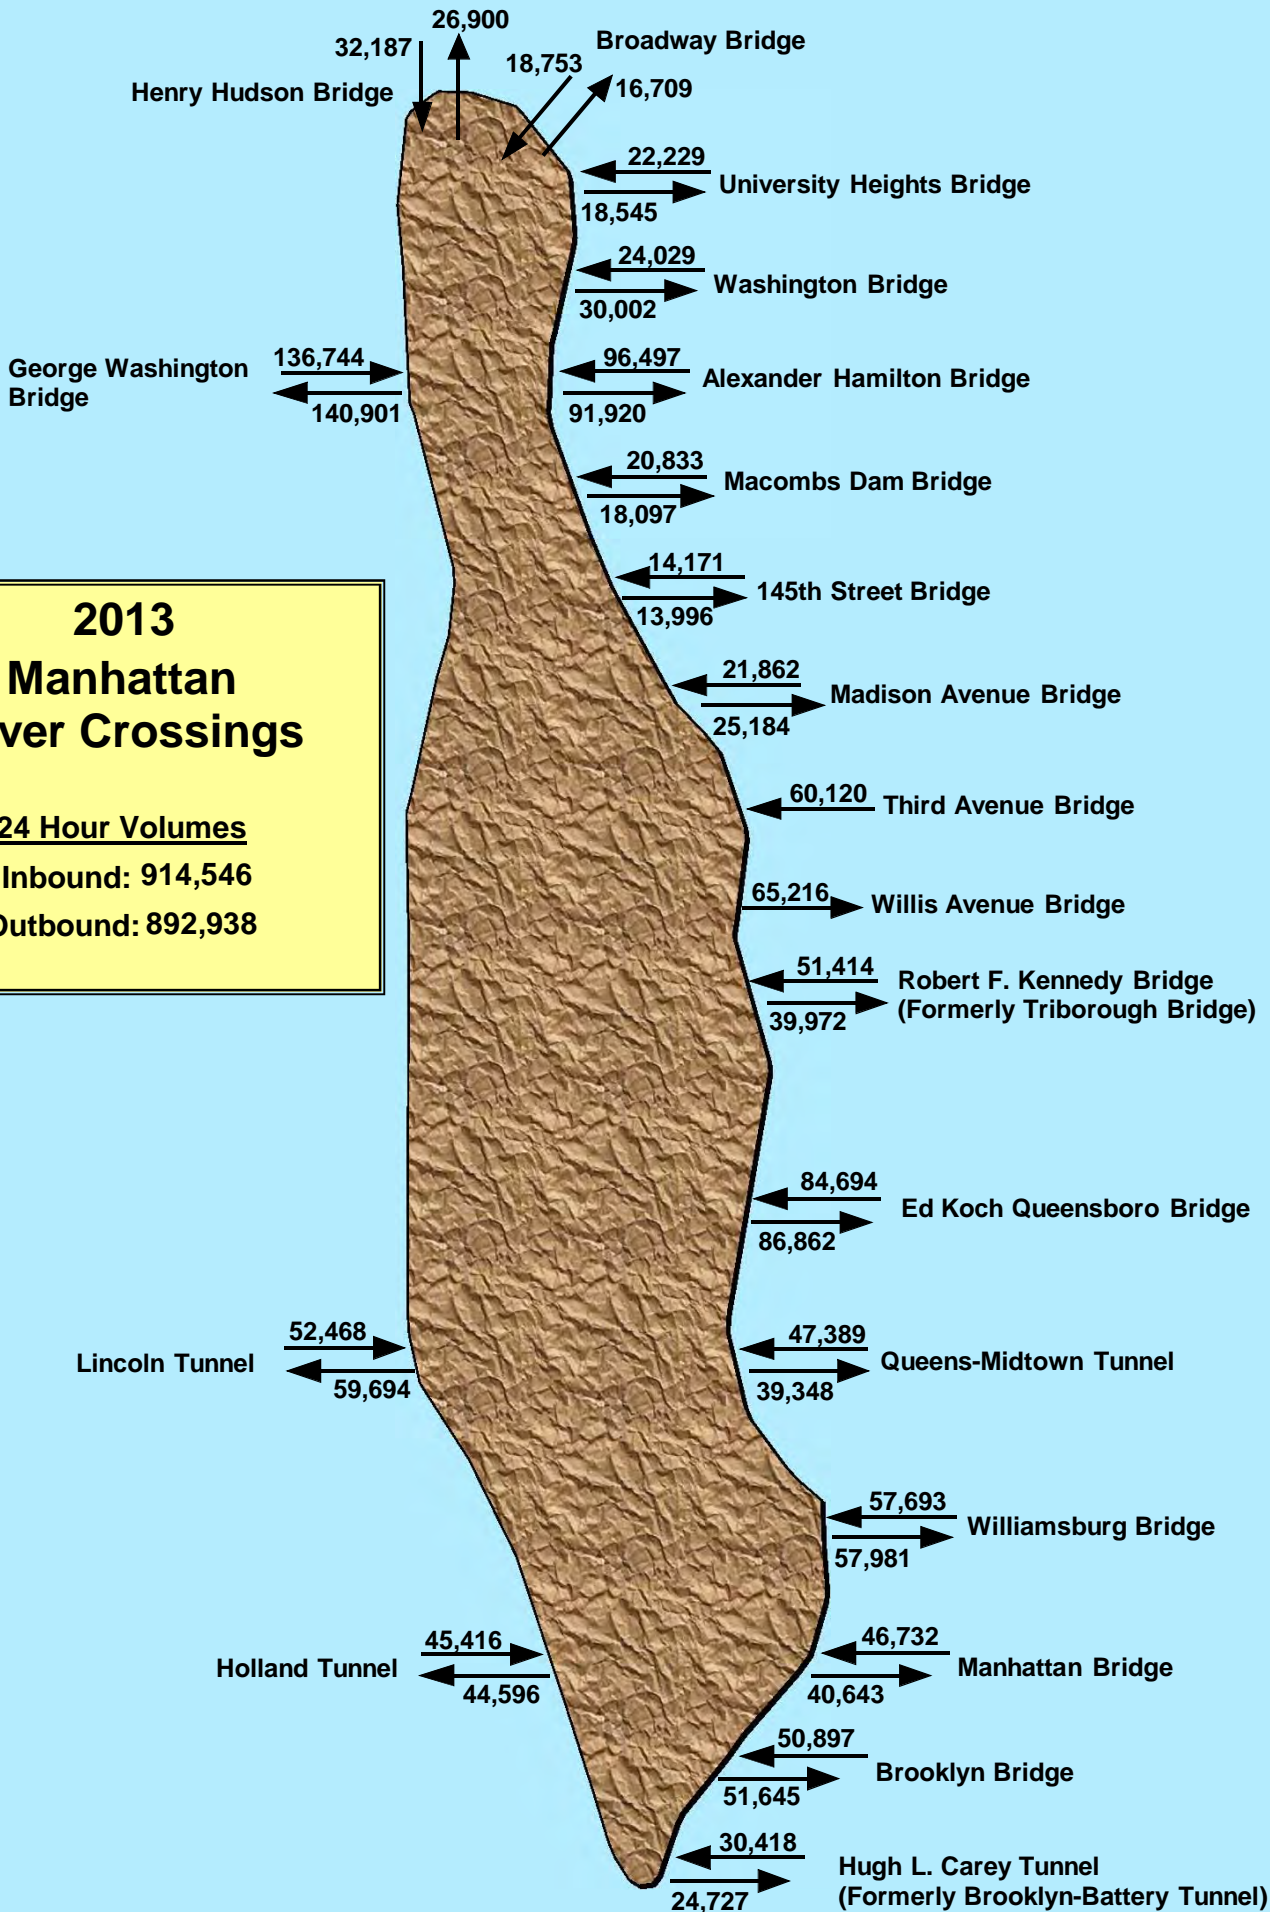 26,900
32,187
Broadway Bridge
18,753
16,709
Henry Hudson Bridge
22,229
University Heights Bridge
18,545
24,029
Washington Bridge
30,002
136,744
George Washington
Bridge
140,901
96,497
Alexander Hamilton Bridge
91,920
20,833
Macombs Dam Bridge
18,097
14,171
145th Street Bridge
13,996
2013
Manhattan
ver Crossings
24 Hour Volumes
Inbound: 914,546
Outbound: 892,938
21,862
Madison Avenue Bridge
25,184
60,120
Third Avenue Bridge
65,216
Willis Avenue Bridge
51,414
Robert F. Kennedy Bridge
(Formerly Triborough Bridge)
39,972
84,694
Ed Koch Queensboro Bridge
86,862
52,468
Lincoln Tunnel
59,694
47,389
Queens-Midtown Tunnel
39,348
57,693
Williamsburg Bridge
57,981
45,416
Holland Tunnel
44,596
46,732
Manhattan Bridge
40,643
50,897
Brooklyn Bridge
51,645
30,418
Hugh L. Carey Tunnel
(Formerly Brooklyn-Battery Tunnel)
24,727